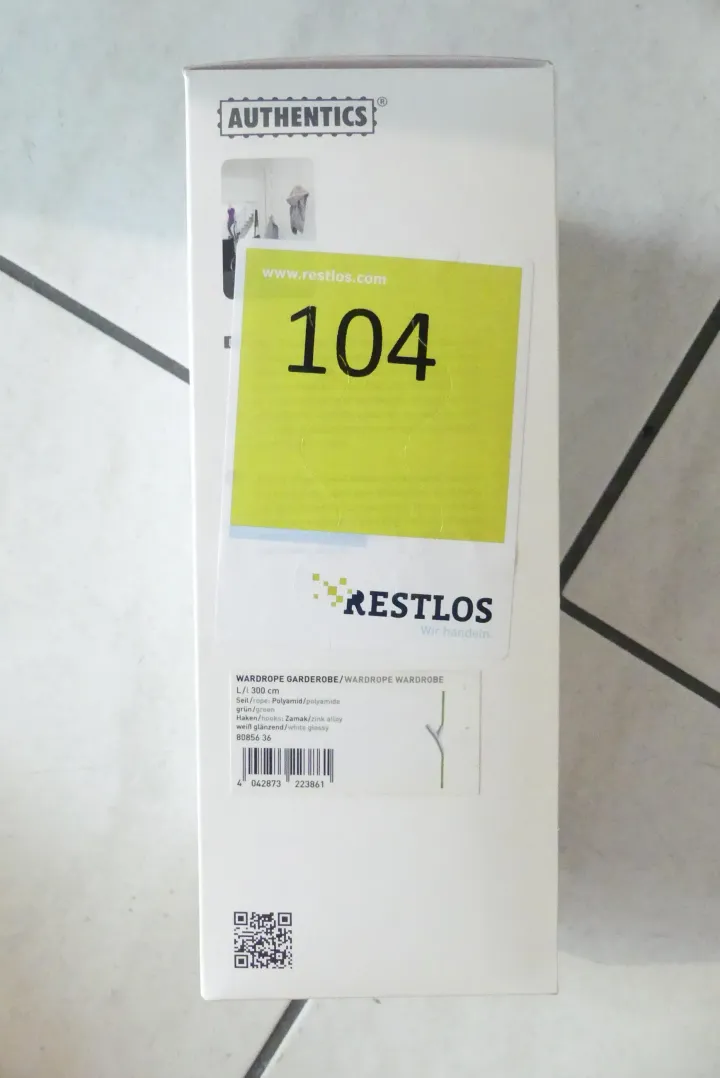 AUTHENTICS®
www.restlos.com
104
RESTLOS
Wir handeln.
WARDROPE GARDEROBE/WARDROPE WARDROBE
L/l 300 cm
Seil/rope: Polyamid/polyamide
grün/green
Haken/hooks: Zamak/zink alloy
weiß glänzend/white glossy
80856 36
4 042873 223861